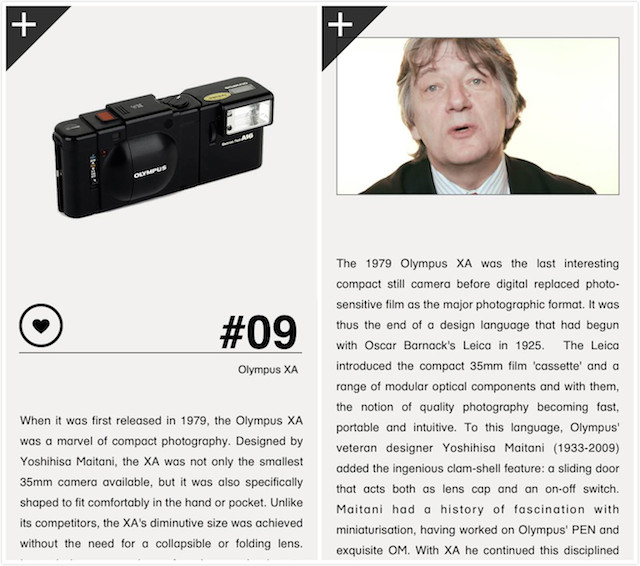 OLYMPUS
A16
#09
Olympus XA
When it was first released in 1979, the Olympus XA
was a marvel of compact photography. Designed by
Yoshihisa Maitani, the XA was not only the smallest
35mm camera available, but it was also specifically
shaped to fit comfortably in the hand or pocket. Unlike
its competitors, the XA's diminutive size was achieved
without the need for a collapsible or folding lens.
The 1979 Olympus XA was the last interesting
compact still camera before digital replaced photo-
sensitive film as the major photographic format. It was
thus the end of a design language that had begun
with Oscar Barnack's Leica in 1925. The Leica
introduced the compact 35mm film 'cassette' and a
range of modular optical components and with them,
the notion of quality photography becoming fast,
portable and intuitive. To this language, Olympus'
veteran designer Yoshihisa Maitani (1933-2009)
added the ingenious clam-shell feature: a sliding door
that acts both as lens cap and an on-off switch.
Maitani had a history of fascination with
miniaturisation, having worked on Olympus' PEN and
exquisite OM. With XA he continued this disciplined